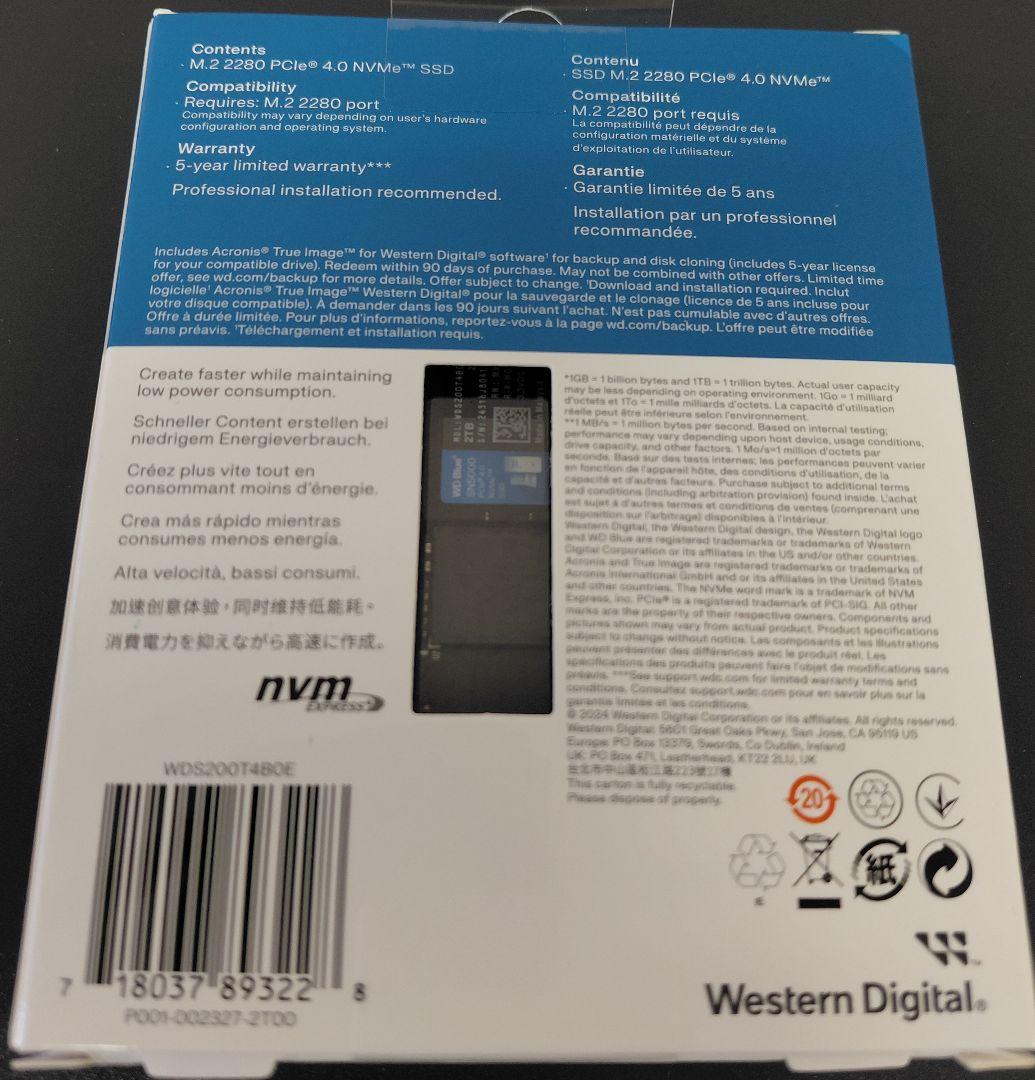 Contents
· M.2 2280 PCIe® 4.0 NVMe™ SSD
Compatibility
· Requires: M.2 2280 port
Compatibility may vary depending on user's hardware
configuration and operating system.
Warranty
· 5-year limited warranty***
Professional installation recommended.
Contenu
· SSD M.2 2280 PCIe® 4.0 NVMe™
Compatibilité
· M.2 2280 port requis
La compatibilité peut dépendre de la
configuration matérielle et du système
d'exploitation de l'utilisateur.
Garantie
· Garantie limitée de 5 ans
Installation par un professionnel
recommandée.
Includes Acronis® True Image™ for Western Digital® software¹ for backup and disk cloning (includes 5-year license
for your compatible drive). Redeem within 90 days of purchase. May not be combined with other offers. Limited time
offer, see wd.com/backup for more details. Offer subject to change. ¹Download and installation required. Inclut
logicielle¹ Acronis® True Image™ Western Digital® pour la sauvegarde et le clonage (licence de 5 ans incluse pour
votre disque compatible). À demander dans les 90 jours suivant l'achat. N'est pas cumulable avec d'autres offres.
Offre à durée limitée. Pour plus d'informations, reportez-vous à la page wd.com/backup. L'offre peut être modifiée
sans préavis. ¹Téléchargement et installation requis.
Create faster while maintaining
low power consumption.
Schneller Content erstellen bei
niedrigem Energieverbrauch.
Créez plus vite tout en
consommant moins d'énergie.
Crea más rápido mientras
consumes menos energía.
Alta velocità, bassi consumi.
加速创意体验，同时维持低能耗。
消費電力を抑えながら高速に作成。
nvm
EXPRESS
WD Blue
SN5000
2TB
*1GB = 1 billion bytes and 1TB = 1 trillion bytes. Actual user capacity
may be less depending on operating environment. 1Go = 1 milliard
d'octets et 1To = 1 mille milliards d'octets. La capacité d'utilisation
réelle peut être inférieure selon l'environnement.
**1 MB/s = 1 million bytes per second. Based on internal testing;
performance may vary depending upon host device, usage conditions,
drive capacity, and other factors. 1 Mo/s=1 million d'octets par
seconde. Basé sur des tests internes; les performances peuvent varier
en fonction de l'appareil hôte, des conditions d'utilisation, de la
capacité et d'autres facteurs. Purchase subject to additional terms
and conditions (including arbitration provision) found inside. L'achat
est sujet à d'autres termes et conditions de ventes (comprenant une
disposition sur l'arbitrage) disponibles à l'intérieur.
Western Digital, the Western Digital design, the Western Digital logo
and WD Blue are registered trademarks or trademarks of Western
Digital Corporation or its affiliates in the US and/or other countries.
Acronis and True Image are registered trademarks or trademarks of
Acronis International GmbH and or its affiliates in the United States
and other countries. The NVMe word mark is a trademark of NVM
Express, Inc. PCIe® is a registered trademark of PCI-SIG. All other
marks are the property of their respective owners. Components and
pictures shown may vary from actual product. Product specifications
subject to change without notice. Les composants et les illustrations
peuvent présenter des différences avec le produit réel. Les
spécifications des produits peuvent faire l'objet de modifications sans
préavis. ***See support.wdc.com for limited warranty terms and
conditions. Consultez support.wdc.com pour en savoir plus sur la
garantie limitée et les conditions.
© 2024 Western Digital Corporation or its affiliates. All rights reserved.
Western Digital: 5601 Great Oaks Pkwy, San Jose, CA 95119 US
Europe: PO Box 13379, Swords, Co Dublin, Ireland
UK: PO Box 471, Leatherhead, KT22 2LU, UK
This carton is fully recyclable.
Please dispose of properly.
20
紙
WDS200T4B0E
7 18037 89322 8
P001-002327-2T00
Western Digital®